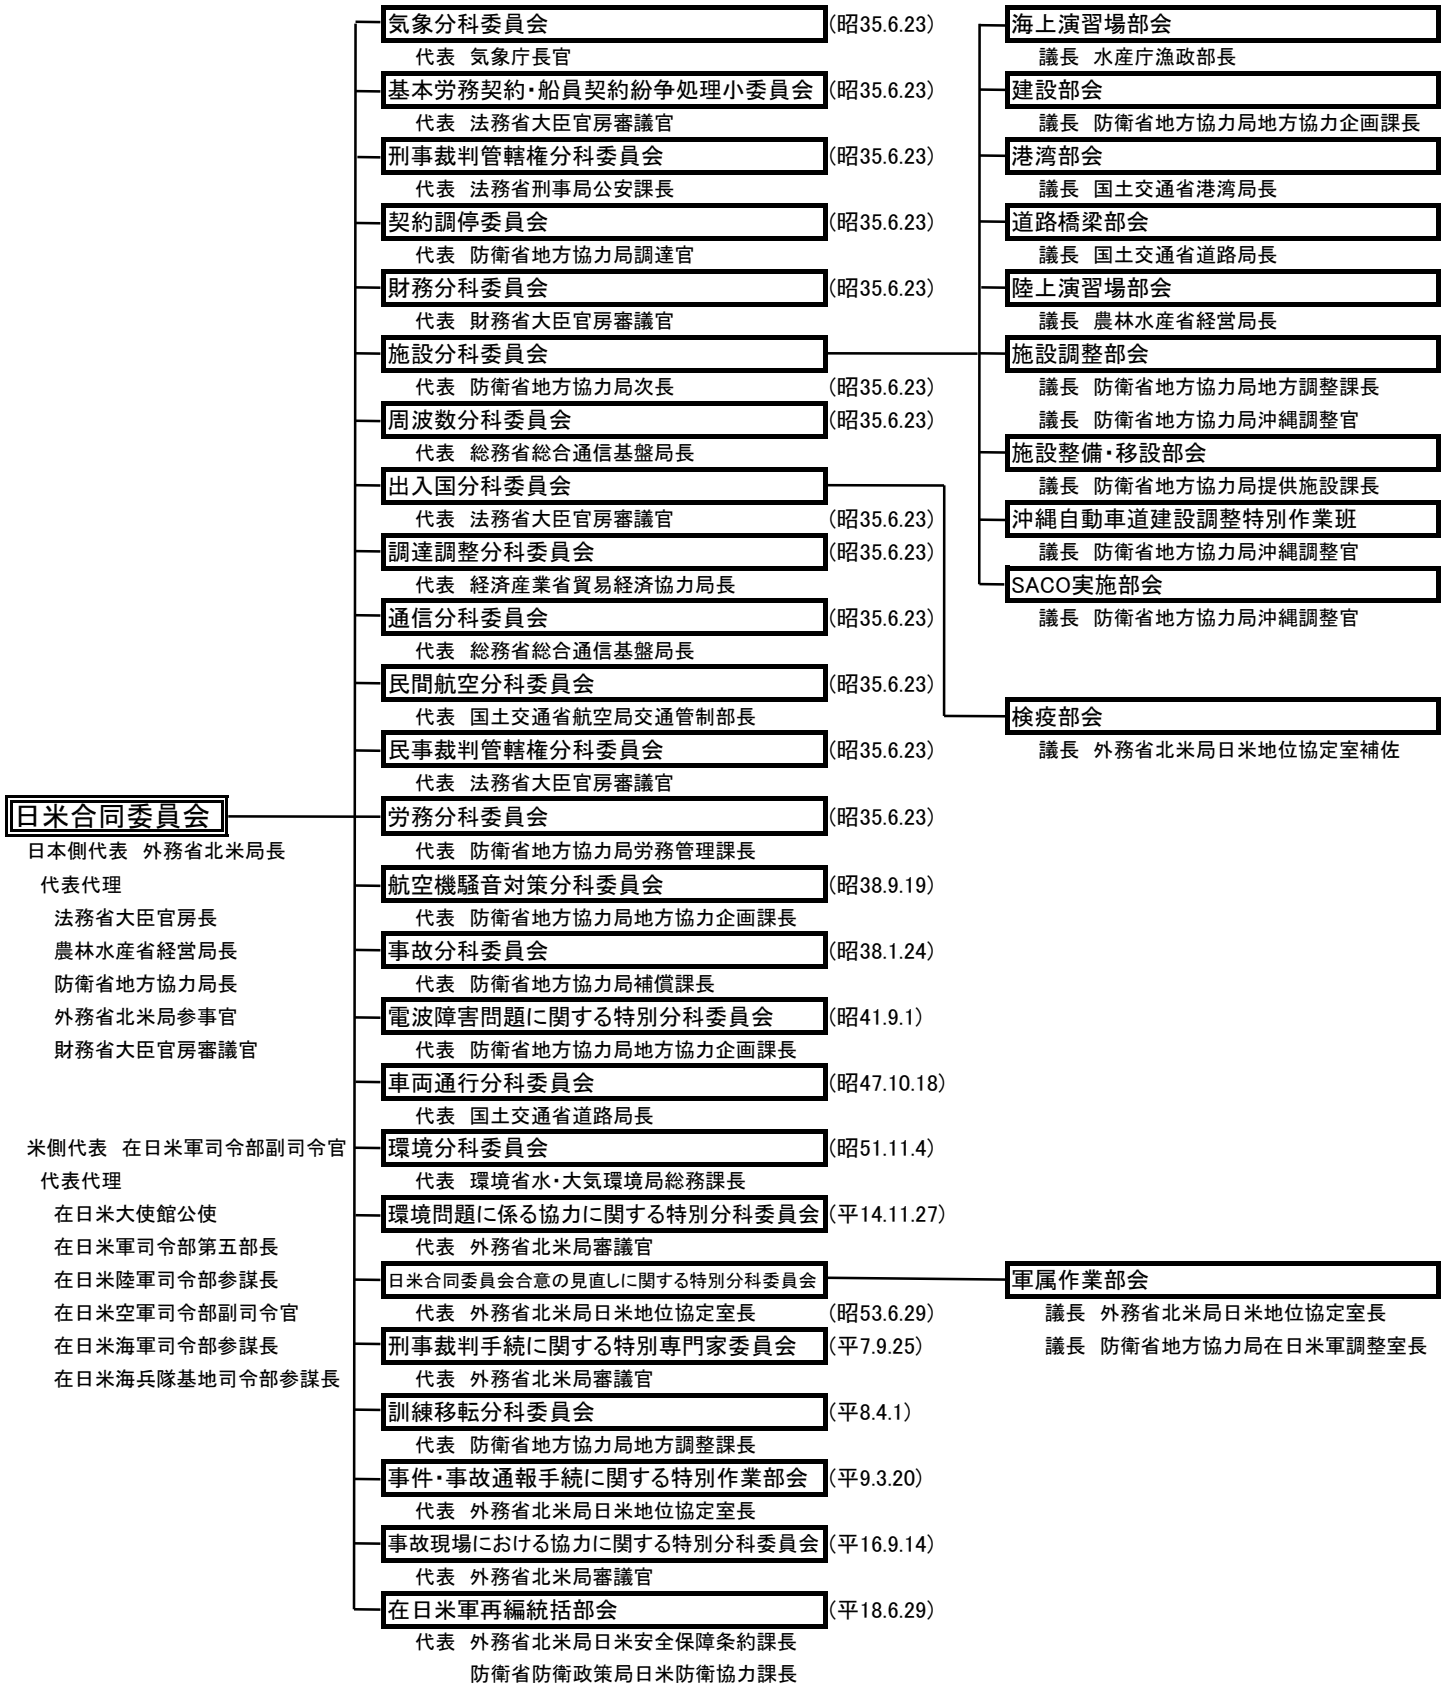 日米合同委員会
日本側代表 外務省北米局長
代表代理
法務省大臣官房長
農林水産省経営局長
防衛省地方協力局長
外務省北米局参事官
財務省大臣官房審議官
米側代表 在日米軍司令部副司令官
代表代理
在日米大使館公使
在日米軍司令部第五部長
在日米陸軍司令部参謀長
在日米空軍司令部副司令官
在日米海軍司令部参謀長
在日米海兵隊基地司令部参謀長
気象分科委員会 (昭35.6.23)
代表 気象庁長官
基本労務契約・船員契約紛争処理小委員会 (昭35.6.23)
代表 法務省大臣官房審議官
刑事裁判管轄権分科委員会 (昭35.6.23)
代表 法務省刑事局公安課長
契約調停委員会 (昭35.6.23)
代表 防衛省地方協力局調達官
財務分科委員会 (昭35.6.23)
代表 財務省大臣官房審議官
施設分科委員会
代表 防衛省地方協力局次長 (昭35.6.23)
周波数分科委員会 (昭35.6.23)
代表 総務省総合通信基盤局長
出入国分科委員会
代表 法務省大臣官房審議官 (昭35.6.23)
調達調整分科委員会 (昭35.6.23)
代表 経済産業省貿易経済協力局長
通信分科委員会 (昭35.6.23)
代表 総務省総合通信基盤局長
民間航空分科委員会 (昭35.6.23)
代表 国土交通省航空局交通管制部長
民事裁判管轄権分科委員会 (昭35.6.23)
代表 法務省大臣官房審議官
労務分科委員会 (昭35.6.23)
代表 防衛省地方協力局労務管理課長
航空機騒音対策分科委員会 (昭38.9.19)
代表 防衛省地方協力局地方協力企画課長
事故分科委員会 (昭38.1.24)
代表 防衛省地方協力局補償課長
電波障害問題に関する特別分科委員会 (昭41.9.1)
代表 防衛省地方協力局地方協力企画課長
車両通行分科委員会 (昭47.10.18)
代表 国土交通省道路局長
環境分科委員会 (昭51.11.4)
代表 環境省水・大気環境局総務課長
環境問題に係る協力に関する特別分科委員会 (平14.11.27)
代表 外務省北米局審議官
日米合同委員会合意の見直しに関する特別分科委員会
代表 外務省北米局日米地位協定室長 (昭53.6.29)
刑事裁判手続に関する特別専門家委員会 (平7.9.25)
代表 外務省北米局審議官
訓練移転分科委員会 (平8.4.1)
代表 防衛省地方協力局地方調整課長
事件・事故通報手続に関する特別作業部会 (平9.3.20)
代表 外務省北米局日米地位協定室長
事故現場における協力に関する特別分科委員会 (平16.9.14)
代表 外務省北米局審議官
在日米軍再編統括部会 (平18.6.29)
代表 外務省北米局日米安全保障条約課長
防衛省防衛政策局日米防衛協力課長
海上演習場部会
議長 水産庁漁政部長
建設部会
議長 防衛省地方協力局地方協力企画課長
港湾部会
議長 国土交通省港湾局長
道路橋梁部会
議長 国土交通省道路局長
陸上演習場部会
議長 農林水産省経営局長
施設調整部会
議長 防衛省地方協力局地方調整課長
議長 防衛省地方協力局沖縄調整官
施設整備・移設部会
議長 防衛省地方協力局提供施設課長
沖縄自動車道建設調整特別作業班
議長 防衛省地方協力局沖縄調整官
SACO実施部会
議長 防衛省地方協力局沖縄調整官
検疫部会
議長 外務省北米局日米地位協定室補佐
軍属作業部会
議長 外務省北米局日米地位協定室長
議長 防衛省地方協力局在日米軍調整室長